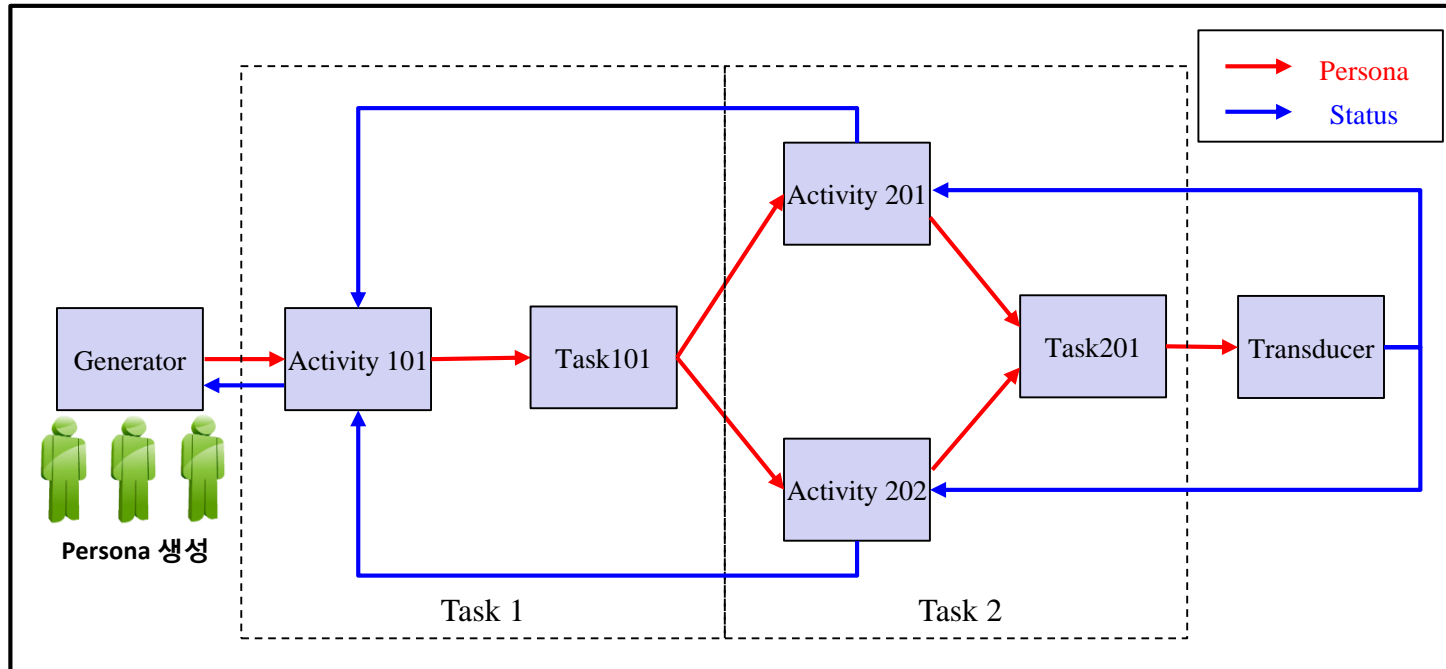 Persona
Status
Activity 201
Generator
Activity 101
Task101
Task201
Transducer
Activity 202
Persona 생성
Task 1
Task 2